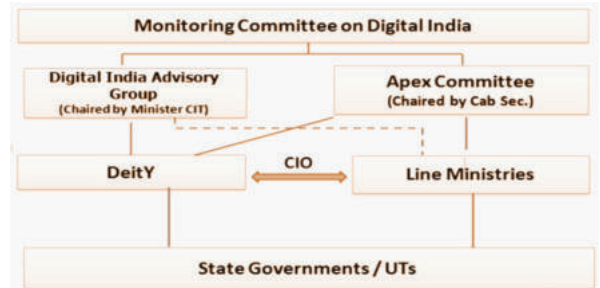 Monitoring Committee on Digital India
Digital India Advisory
Group
(Chaired by Minister CIT)
Apex Committee
(Chaired by Cab Sec.)
DeitY
CIO
Line Ministries
State Governments / UTs